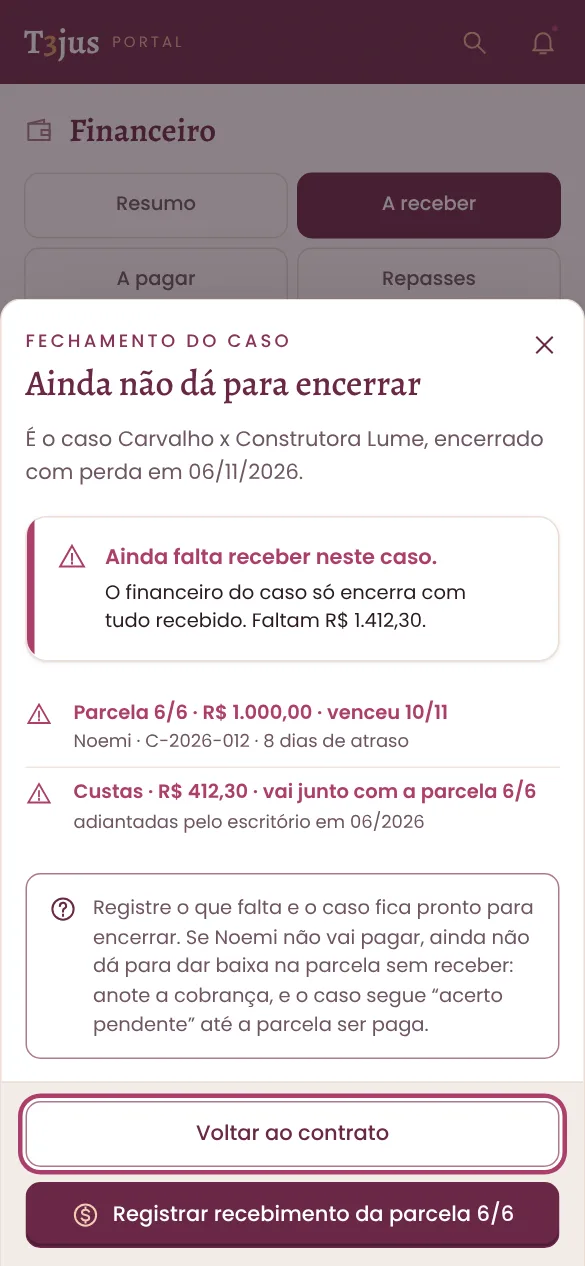 T3jus PORTAL
Financeiro
Resumo
A receber
A pagar
Repasses
FECHAMENTO DO CASO
Ainda não dá para encerrar
É o caso Carvalho x Construtora Lume, encerrado
com perda em 06/11/2026.
Ainda falta receber neste caso.
O financeiro do caso só encerra com
tudo recebido. Faltam R$ 1.412,30.
Parcela 6/6 · R$ 1.000,00 · venceu 10/11
Noemi · C-2026-012 · 8 dias de atraso
Custas · R$ 412,30 · vai junto com a parcela 6/6
adiantadas pelo escritório em 06/2026
Registre o que falta e o caso fica pronto para
encerrar. Se Noemi não vai pagar, ainda não
dá para dar baixa na parcela sem receber:
anote a cobrança, e o caso segue “acerto
pendente” até a parcela ser paga.
Voltar ao contrato
Registrar recebimento da parcela 6/6